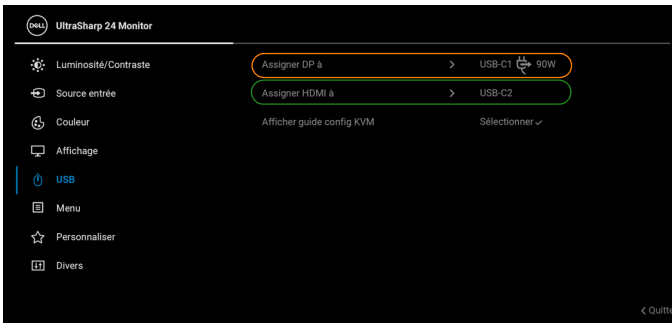 DELL UltraSharp 24 Monitor
Luminosité/Contraste
Assigner DP à > USB-C1 90W
Source entrée
Assigner HDMI à > USB-C2
Couleur
Afficher guide config KVM Sélectionner ✓
Affichage
USB
Menu
Personnaliser
Divers
< Quitte